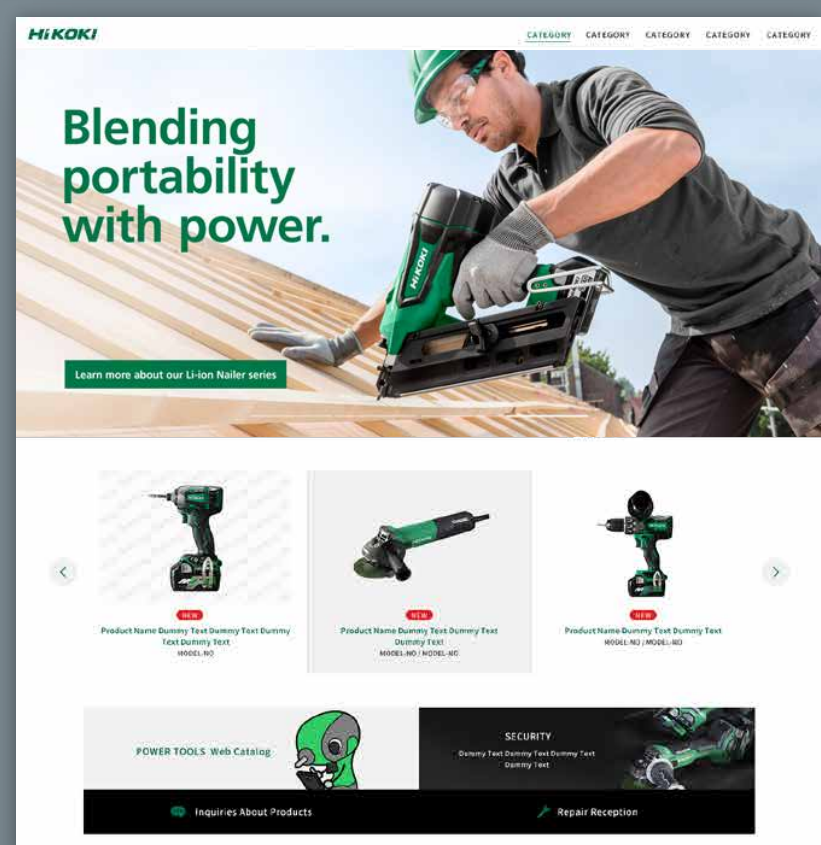 HiKOKI
CATEGORY CATEGORY CATEGORY CATEGORY CATEGORY
Blending
portability
with power.
HiKOKI
Learn more about our Li-ion Nailer series
NEW
Product Name Dummy Text Dummy Text Dummy
Text Dummy Text
MODEL-NO
NEW
Product Name Dummy Text Dummy Text
Dummy Text
MODEL-NO / MODEL-NO
NEW
Product Name Dummy Text Dummy Text
MODEL-NO / MODEL-NO
POWER TOOLS Web Catalog
SECURITY
Dummy Text Dummy Text Dummy Text
Dummy Text
Inquiries About Products
Repair Reception